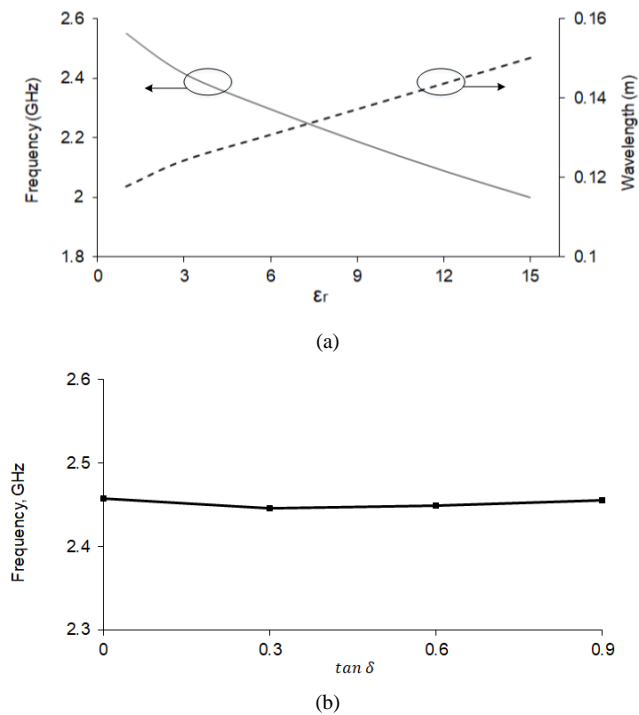 2.6
2.4
2.2
2
1.8
Frequency (GHz)
0.16
0.14
0.12
0.1
Wavelength (m)
0 3 6 9 12 15
εr
(a)
2.6
2.5
2.4
2.3
Frequency, GHz
0 0.3 0.6 0.9
tan δ
(b)